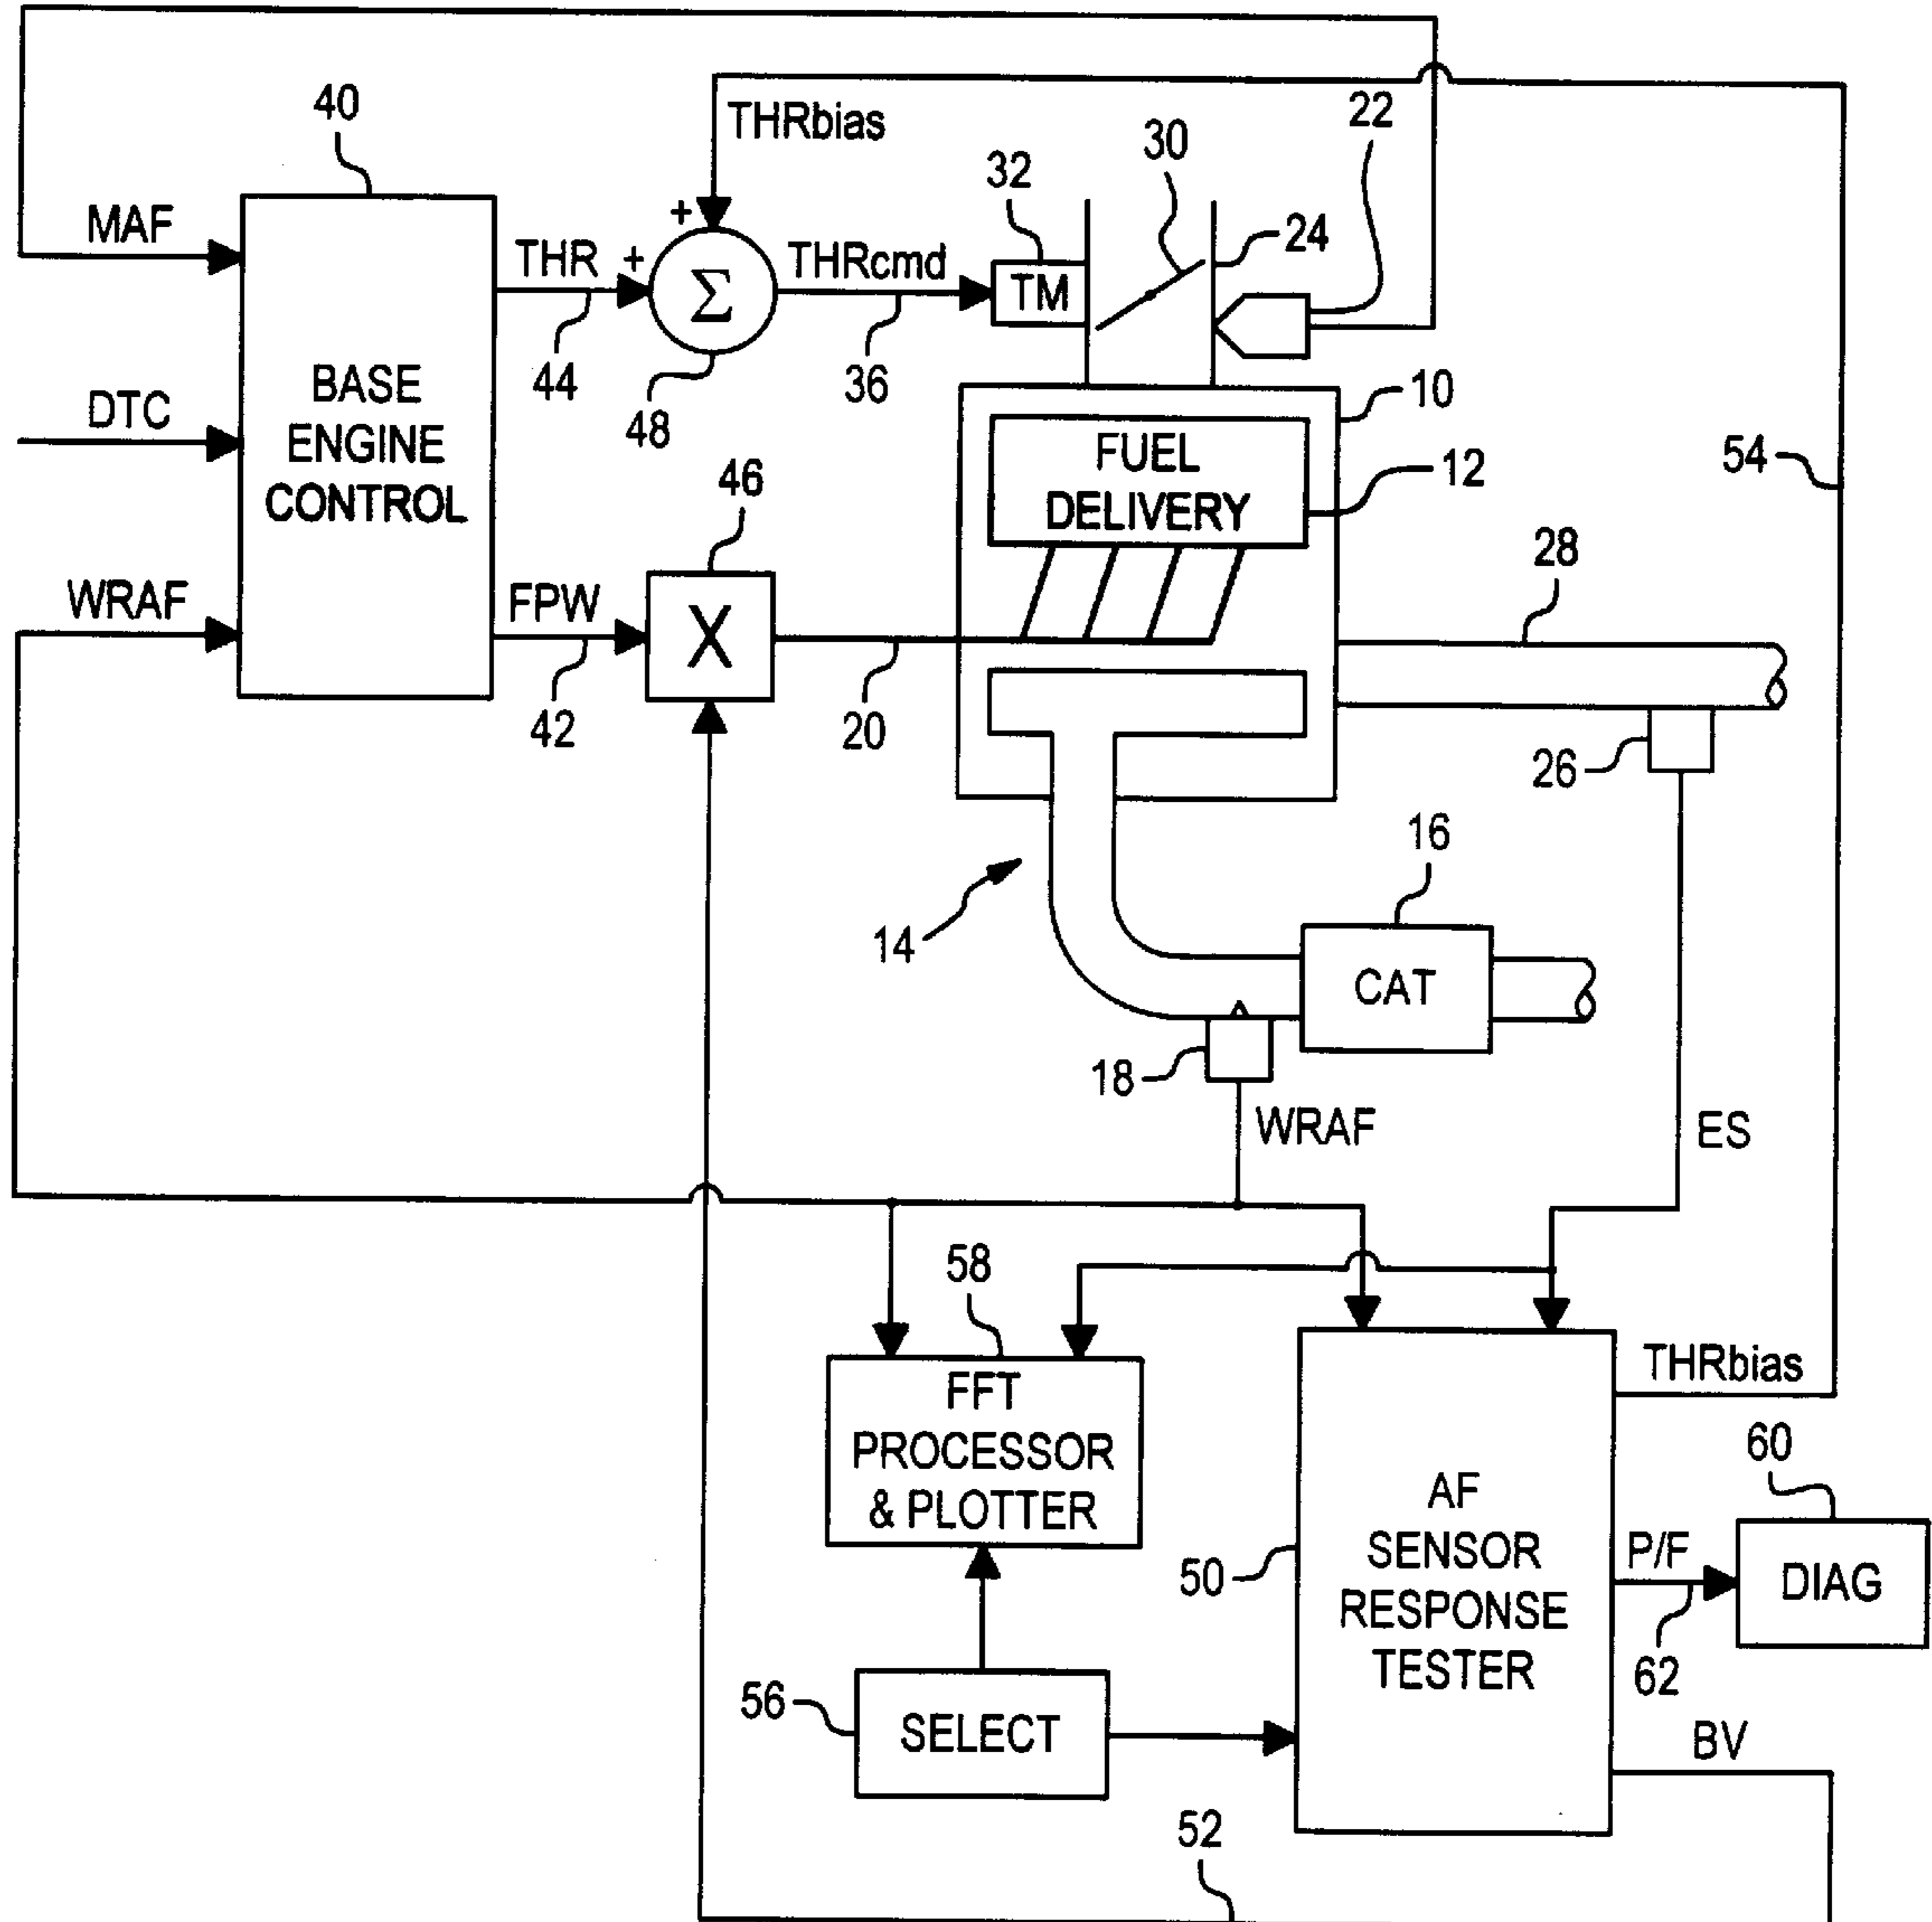 40
THRbias
22
30
32
24
MAF
THR
+
+
THRcmd
TM
Σ
44
48
36
10
BASE
ENGINE
CONTROL
DTC
FUEL
DELIVERY
12
54
46
28
WRAF
FPW
X
42
20
26
16
14
CAT
18
WRAF
ES
58
FFT
PROCESSOR
& PLOTTER
THRbias
60
AF
SENSOR
RESPONSE
TESTER
50
P/F
DIAG
62
56
SELECT
BV
52